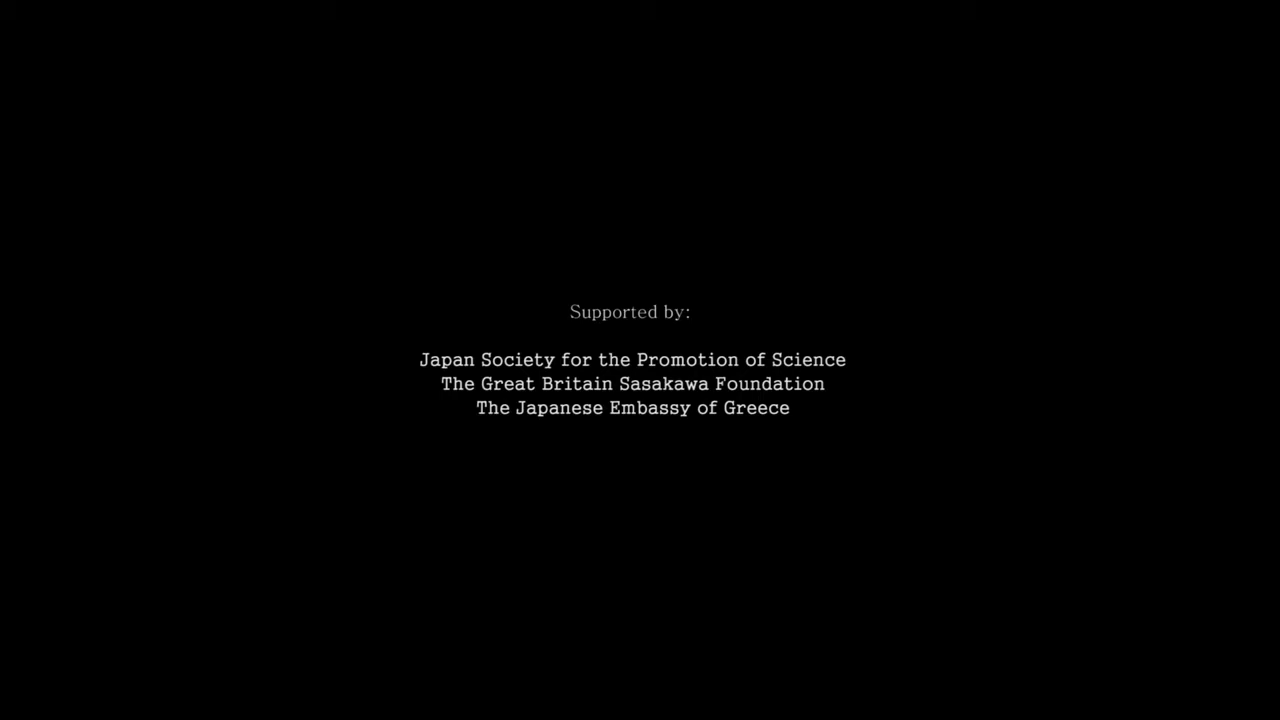 Supported by:
Japan Society for the Promotion of Science
The Great Britain Sasakawa Foundation
The Japanese Embassy of Greece